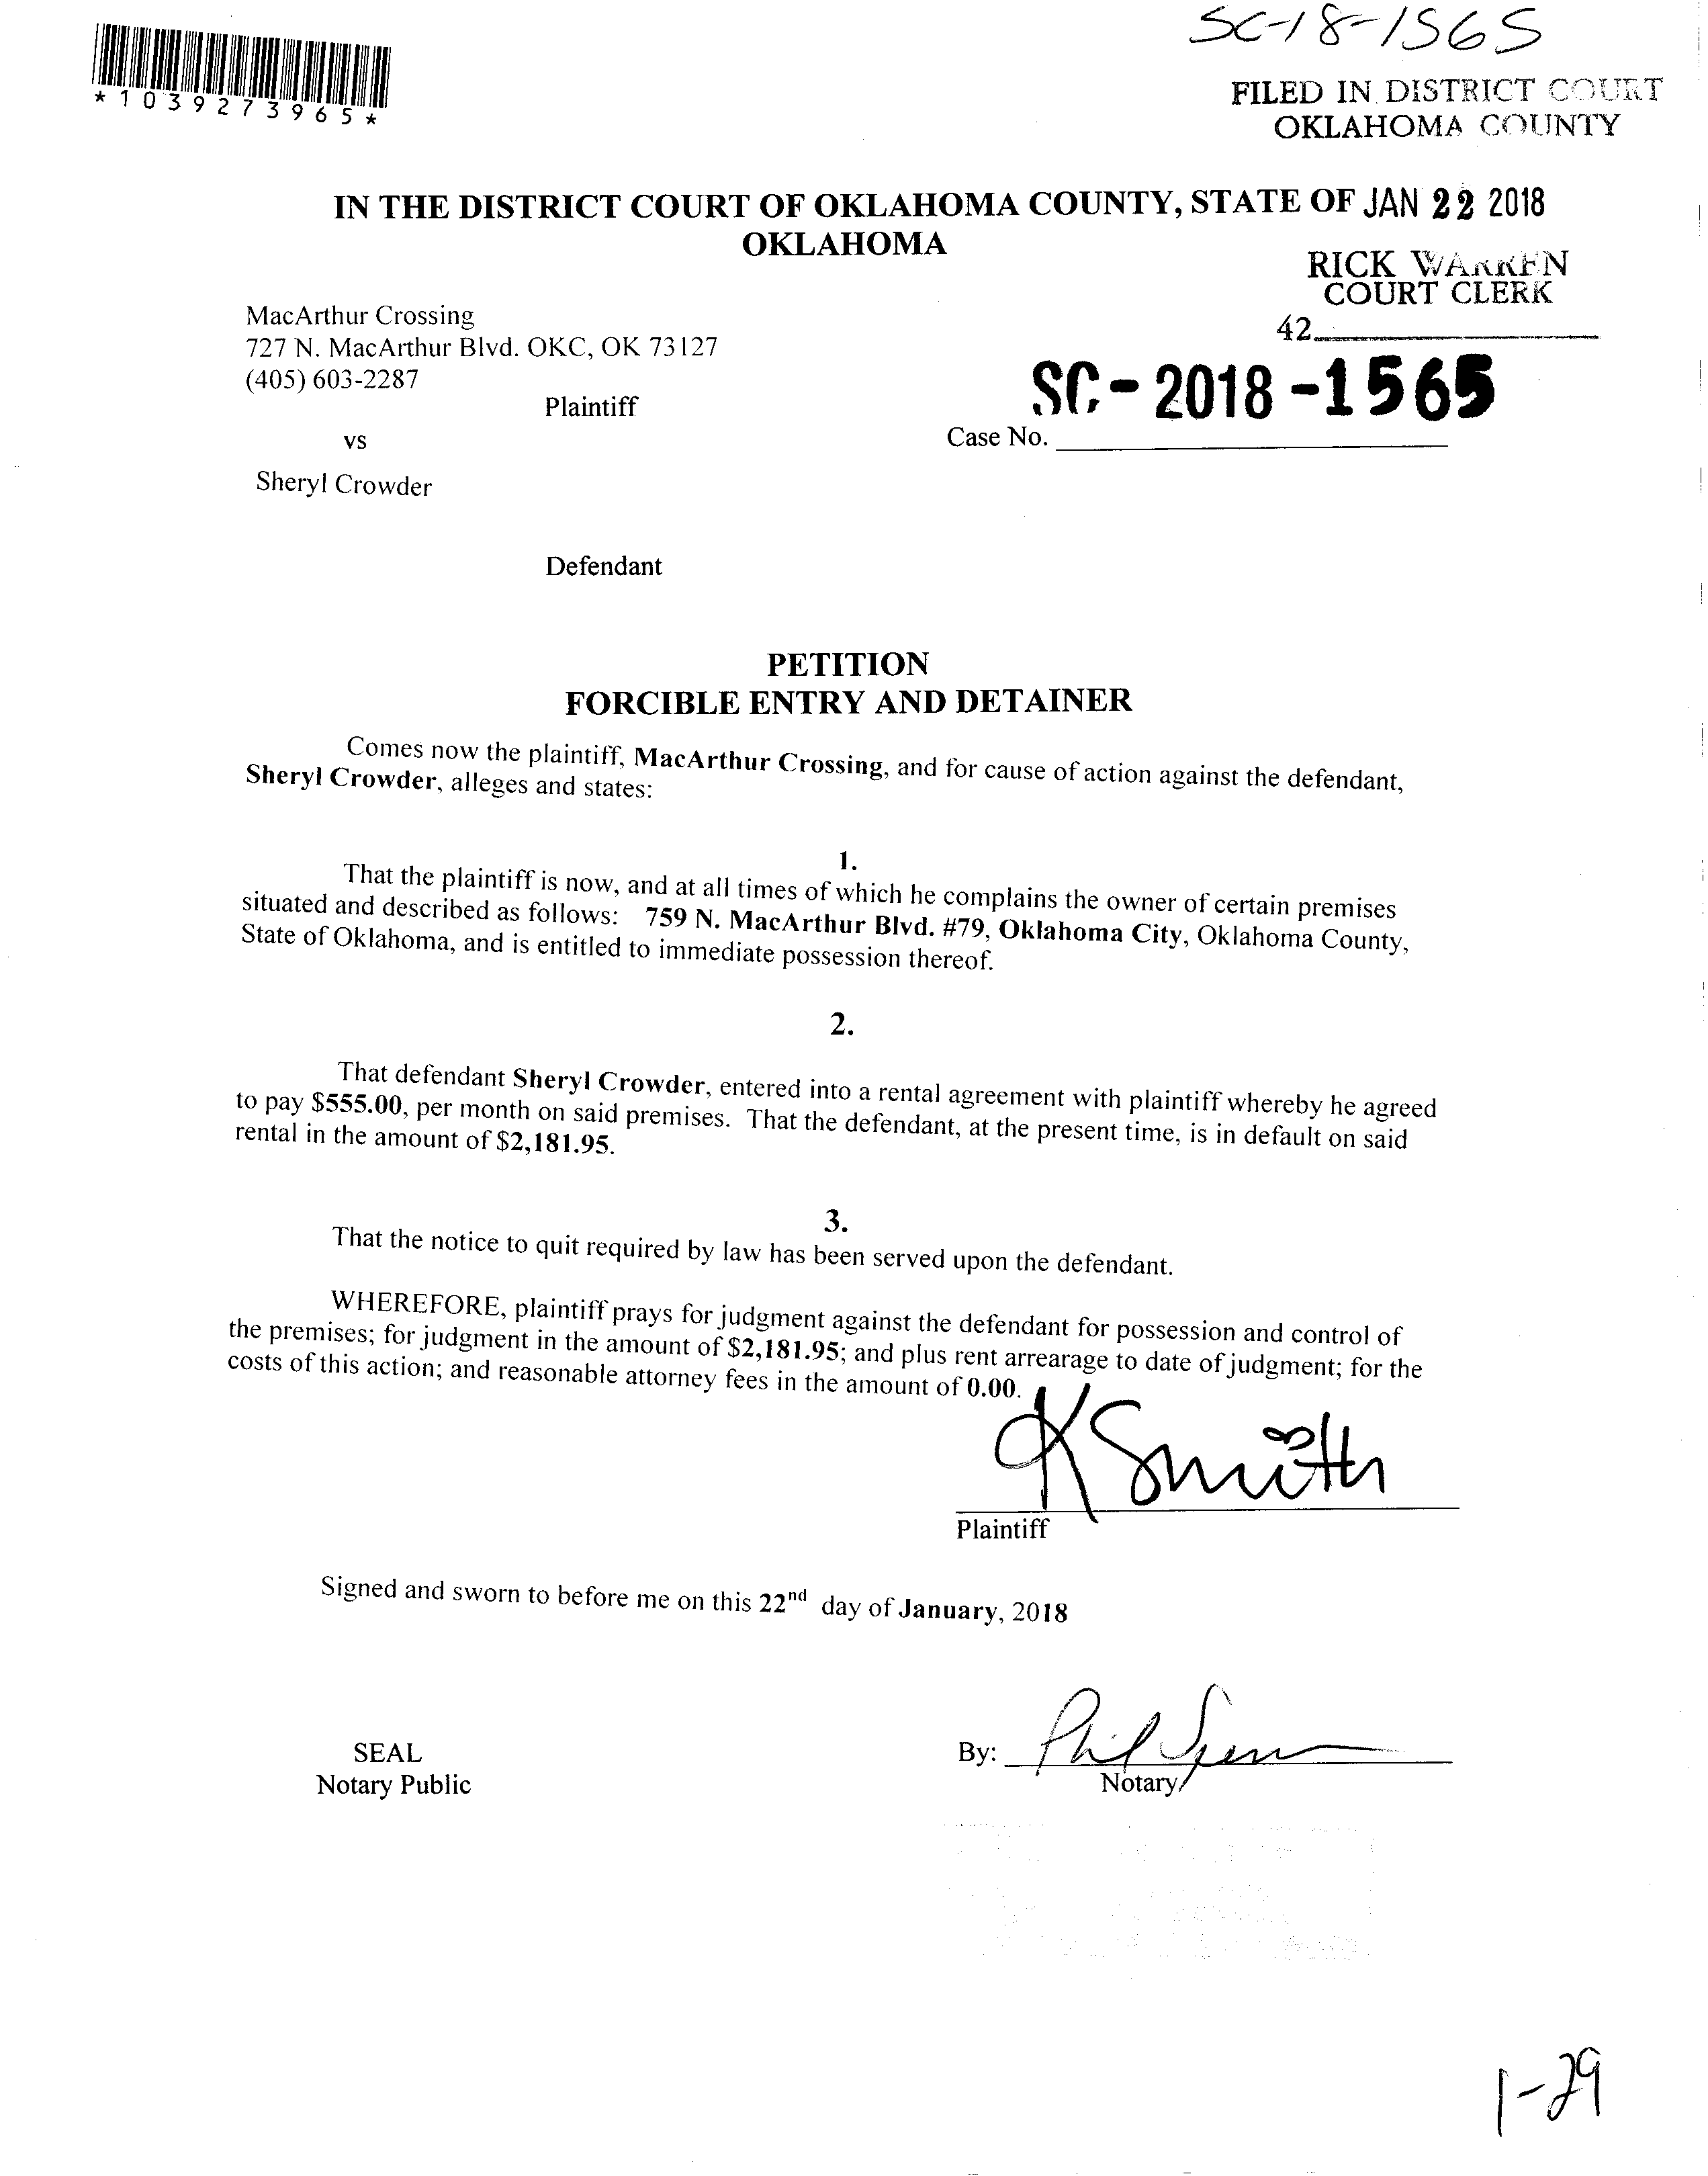 SC-18-1565
*1039273965*
FILED IN DISTRICT COURT
OKLAHOMA COUNTY
IN THE DISTRICT COURT OF OKLAHOMA COUNTY, STATE OF JAN 22 2018
OKLAHOMA
RICK WARREN
COURT CLERK
42
MacArthur Crossing
727 N. MacArthur Blvd. OKC, OK 73127
(405) 603-2287
Plaintiff
SC-2018-1565
Case No.
vs
Sheryl Crowder
Defendant
PETITION
FORCIBLE ENTRY AND DETAINER
Comes now the plaintiff, MacArthur Crossing, and for cause of action against the defendant,
Sheryl Crowder, alleges and states:
1.
That the plaintiff is now, and at all times of which he complains the owner of certain premises
situated and described as follows: 759 N. MacArthur Blvd. #79, Oklahoma City, Oklahoma County,
State of Oklahoma, and is entitled to immediate possession thereof.
2.
That defendant Sheryl Crowder, entered into a rental agreement with plaintiff whereby he agreed
to pay $555.00, per month on said premises. That the defendant, at the present time, is in default on said
rental in the amount of $2,181.95.
3.
That the notice to quit required by law has been served upon the defendant.
WHEREFORE, plaintiff prays for judgment against the defendant for possession and control of
the premises; for judgment in the amount of $2,181.95; and plus rent arrearage to date of judgment; for the
costs of this action; and reasonable attorney fees in the amount of 0.00.
K Smith
Plaintiff
Signed and sworn to before me on this 22nd day of January, 2018
SEAL
Notary Public
By: Phil
Notary
1-29